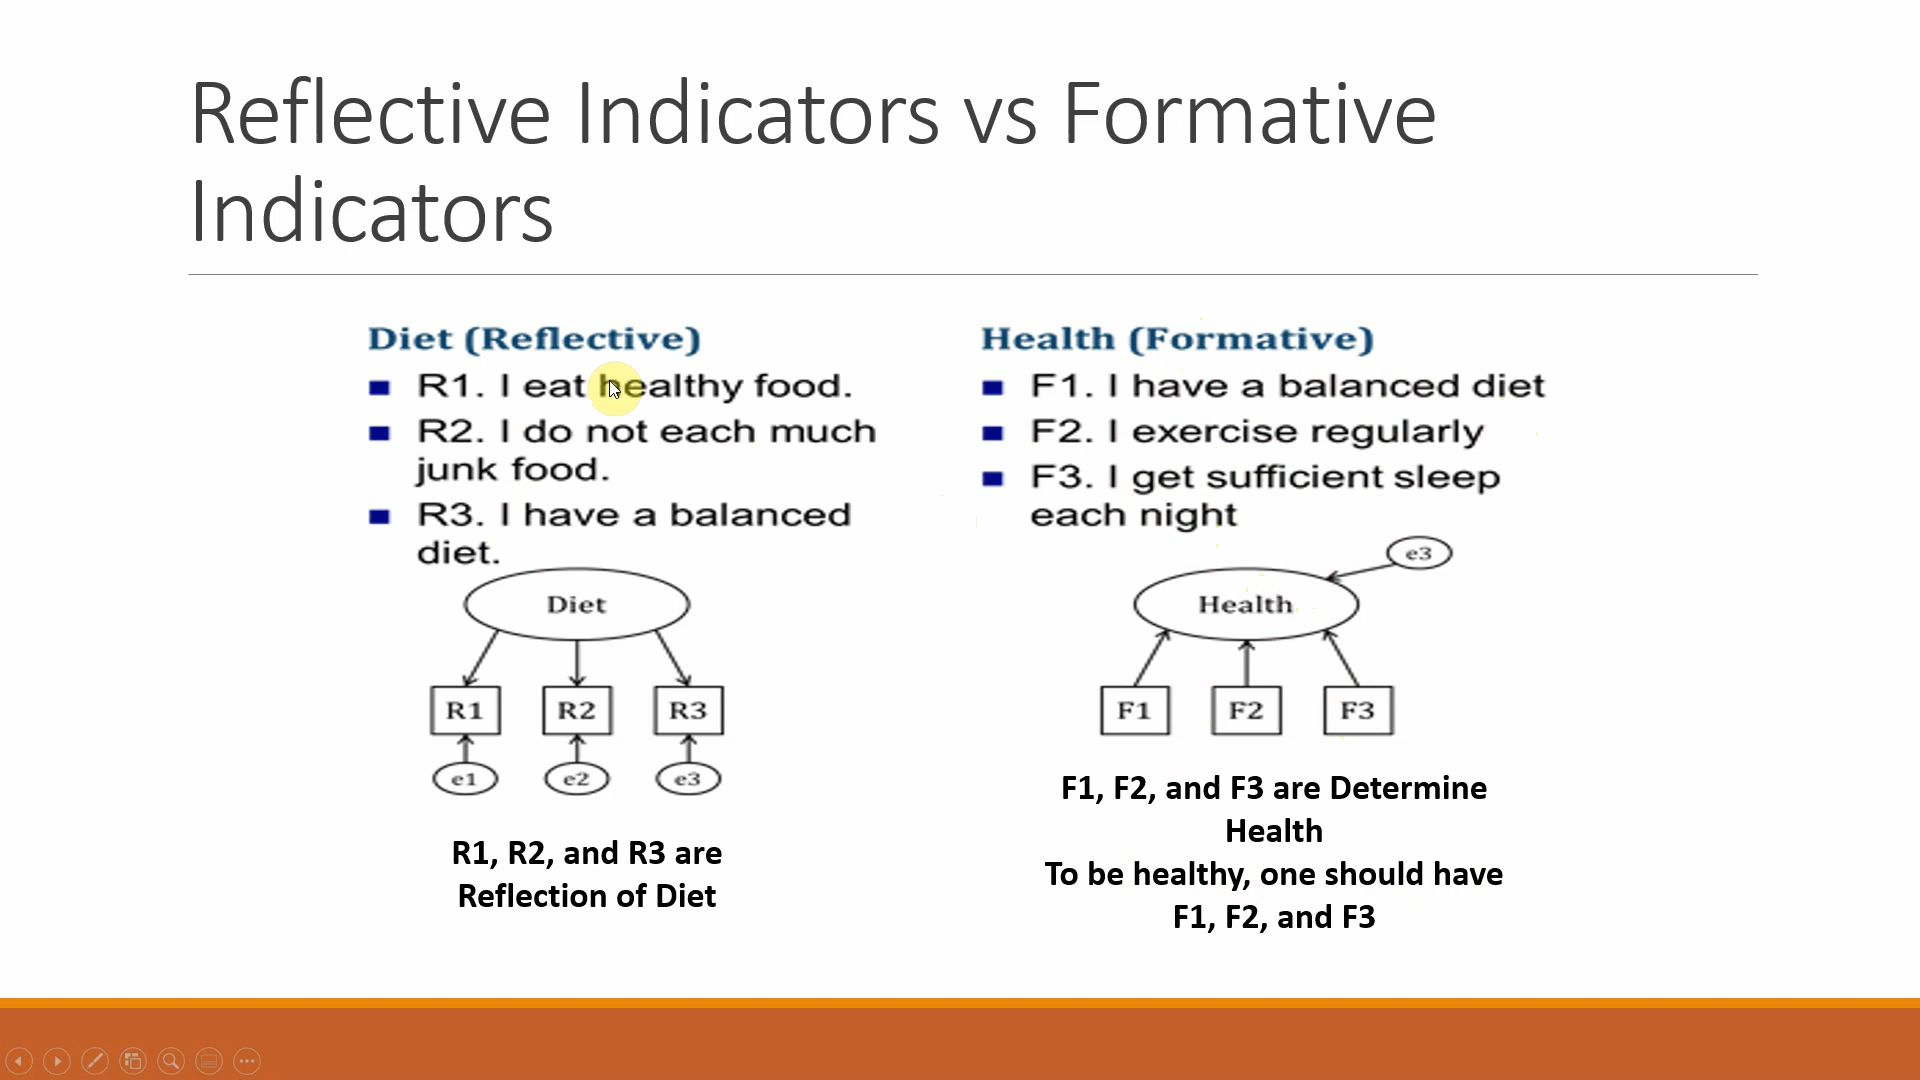 Reflective Indicators vs Formative
Indicators
Diet (Reflective)
R1. I eat healthy food.
R2. I do not each much
junk food.
R3. I have a balanced
diet.
Diet
R1 R2 R3
e1 e2 e3
R1, R2, and R3 are
Reflection of Diet
Health (Formative)
F1. I have a balanced diet
F2. I exercise regularly
F3. I get sufficient sleep
each night
e3
Health
F1 F2 F3
F1, F2, and F3 are Determine
Health
To be healthy, one should have
F1, F2, and F3